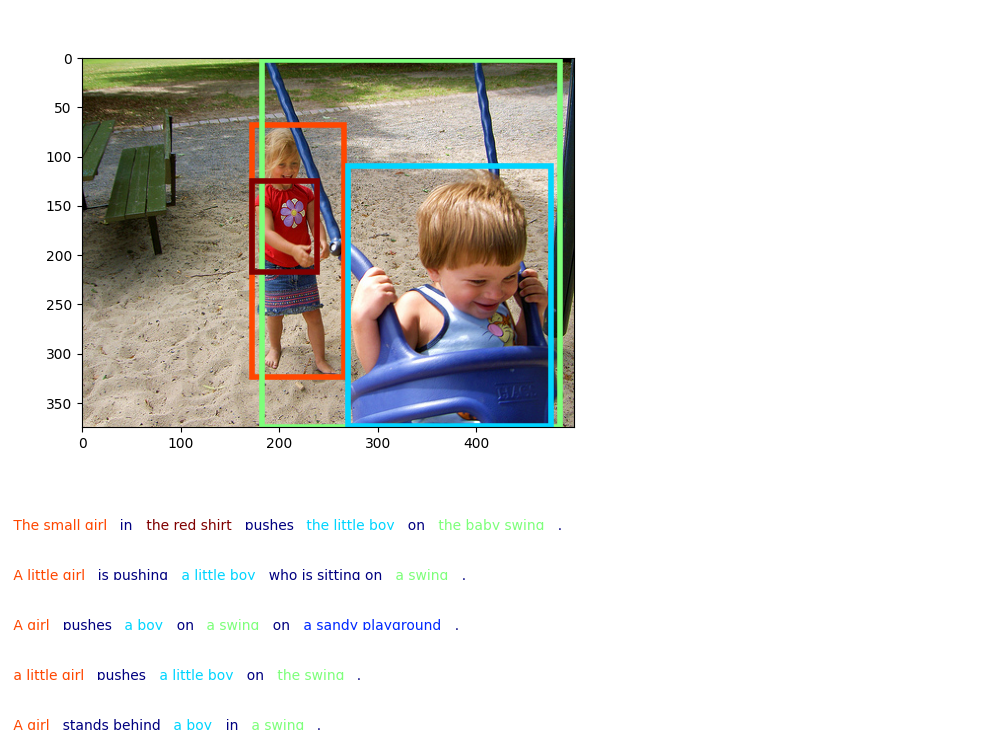 0
50
100
150
200
250
300
350
0 100 200 300 400
The small girl in the red shirt pushes the little boy on the baby swing .
A little girl is pushing a little boy who is sitting on a swing .
A girl pushes a boy on a swing on a sandy playground .
a little girl pushes a little boy on the swing .
A girl stands behind a boy in a swing .